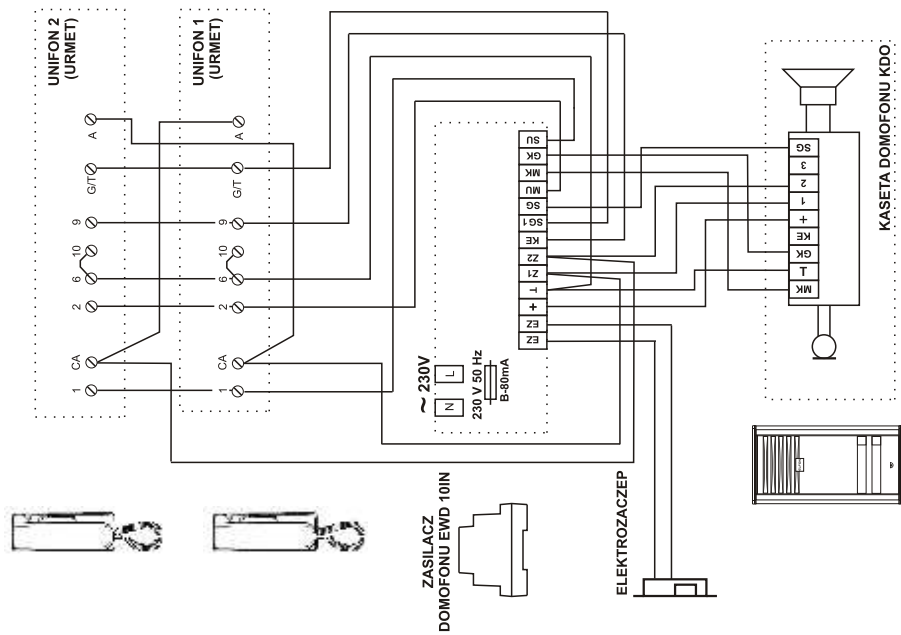 UNIFON 2
(URMET)
A
G/T
9
10
6
2
CA
1
UNIFON 1
(URMET)
A
G/T
9
10
6
2
CA
1
SU
GK
MK
MU
SG
SG1
KE
Z2
Z1
⊥
+
EZ
EZ
~ 230V
L
N
230 V 50 Hz
B-80mA
KASETA DOMOFONU KDO
SG
3
2
1
+
KE
GK
⊥
MK
ZASILACZ
DOMOFONU EWD 10IN
ELEKTROZACZEP